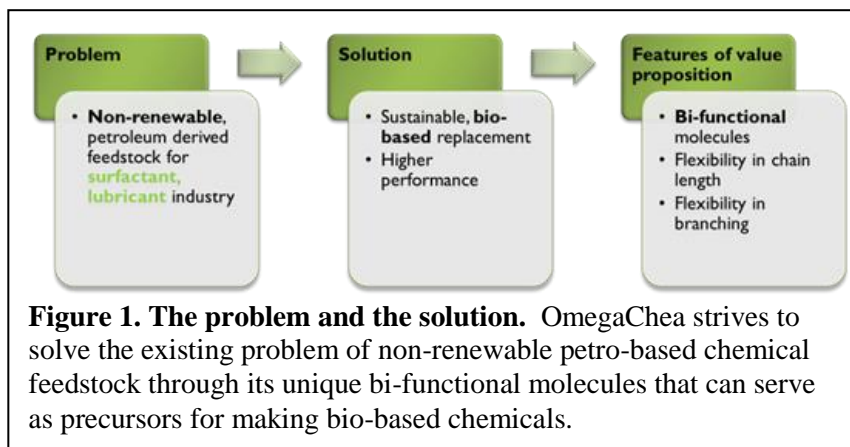 Problem
• Non-renewable,
petroleum derived
feedstock for
surfactant,
lubricant industry
Solution
• Sustainable, bio-
based replacement
• Higher
performance
Features of value
proposition
• Bi-functional
molecules
• Flexibility in chain
length
• Flexibility in
branching
Figure 1. The problem and the solution. OmegaChea strives to
solve the existing problem of non-renewable petro-based chemical
feedstock through its unique bi-functional molecules that can serve
as precursors for making bio-based chemicals.